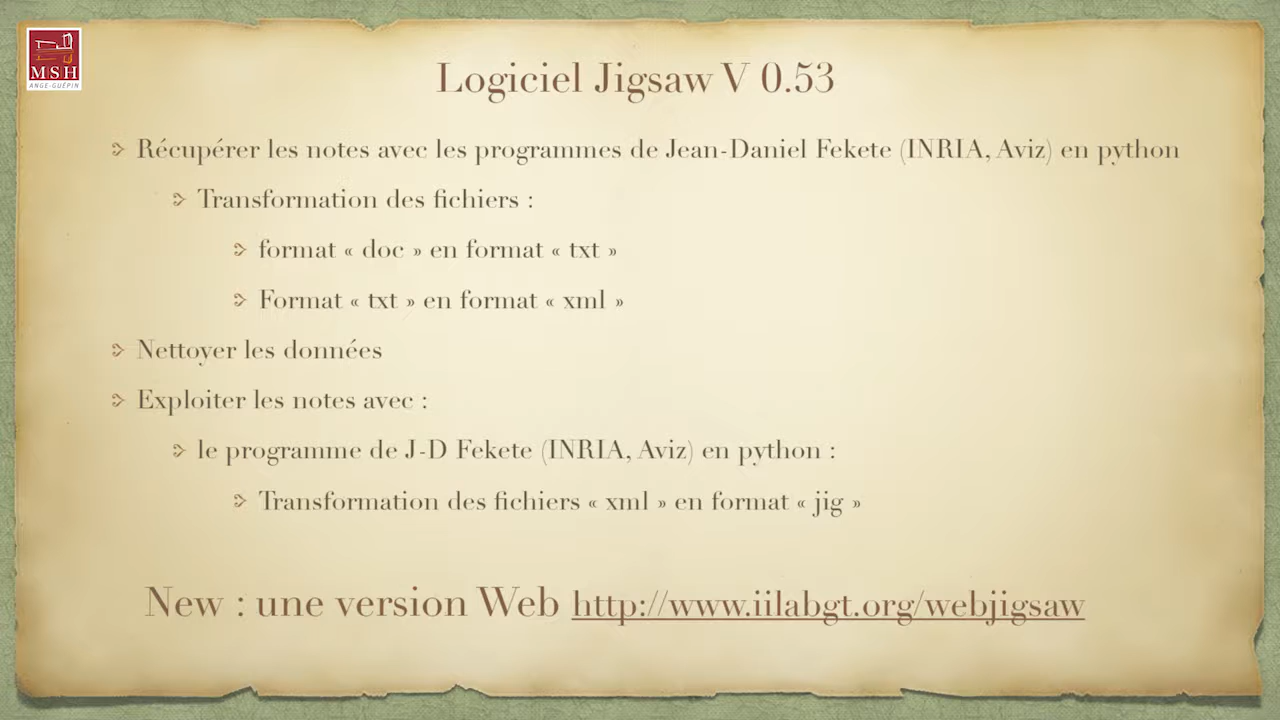 MSH
ANGE-GUÉPIN
Logiciel Jigsaw V 0.53
Récupérer les notes avec les programmes de Jean-Daniel Fekete (INRIA, Aviz) en python
Transformation des fichiers :
format « doc » en format « txt »
Format « txt » en format « xml »
Nettoyer les données
Exploiter les notes avec :
le programme de J-D Fekete (INRIA, Aviz) en python :
Transformation des fichiers « xml » en format « jig »
New : une version Web http://www.iilabgt.org/webjigsaw